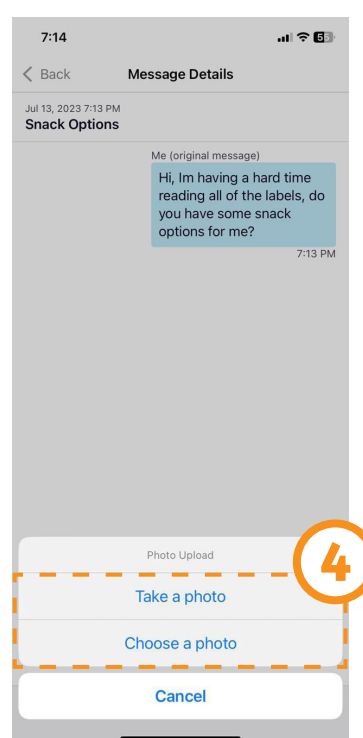 7:14
55
Back
Message Details
Jul 13, 2023 7:13 PM
Snack Options
Me (original message)
Hi, Im having a hard time
reading all of the labels, do
you have some snack
options for me?
7:13 PM
Photo Upload
4
Take a photo
Choose a photo
Cancel